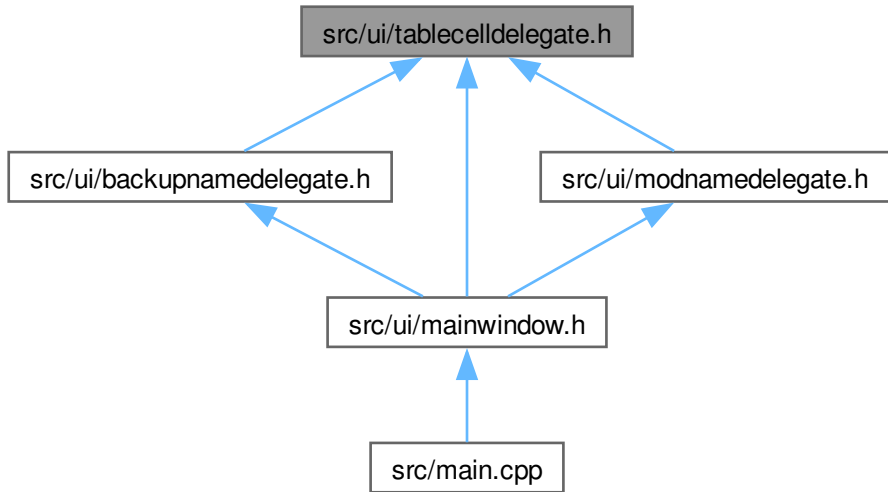 src/ui/tablecelldelegate.h
src/ui/backupnamedelegate.h
src/ui/modnamedelegate.h
src/ui/mainwindow.h
src/main.cpp